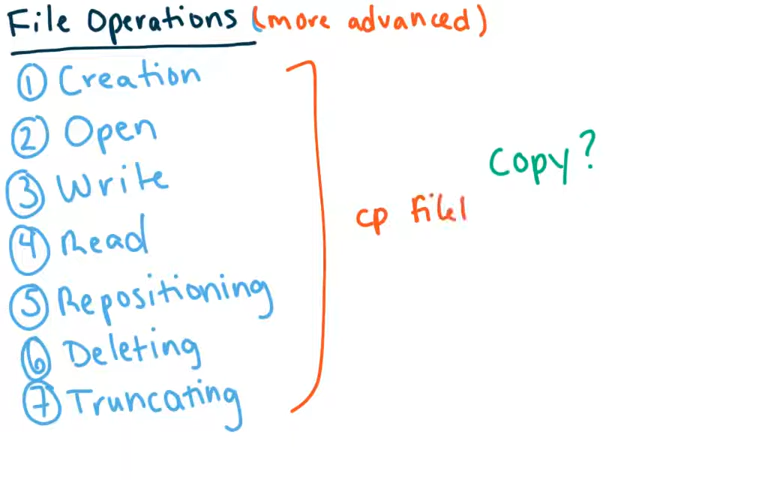 File Operations (more advanced)
① Creation
② Open
③ Write
④ Read
⑤ Repositioning
⑥ Deleting
⑦ Truncating
Copy?
cp file1